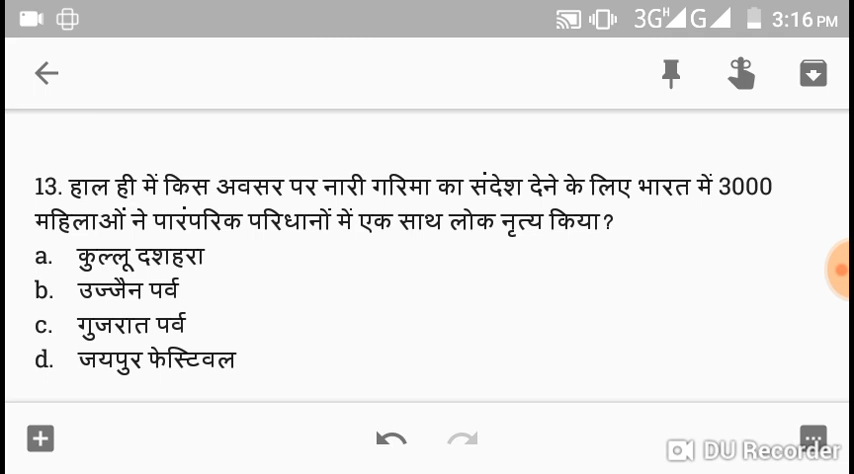 3G H G 3:16 PM
13. हाल ही में किस अवसर पर नारी गरिमा का संदेश देने के लिए भारत में 3000
महिलाओं ने पारंपरिक परिधानों में एक साथ लोक नृत्य किया?
a. कुल्लू दशहरा
b. उज्जैन पर्व
c. गुजरात पर्व
d. जयपुर फेस्टिवल
DU Recorder